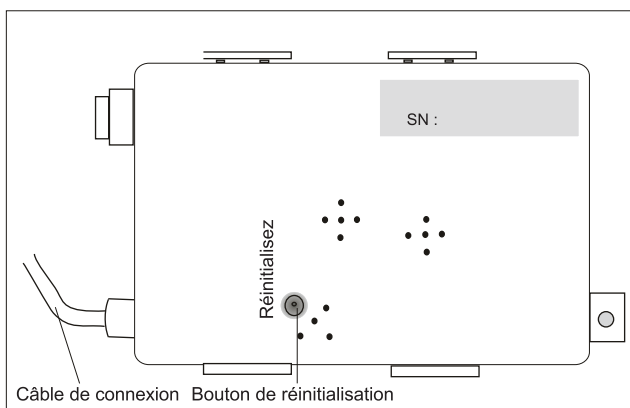 SN :
Réinitialisez
Câble de connexion
Bouton de réinitialisation